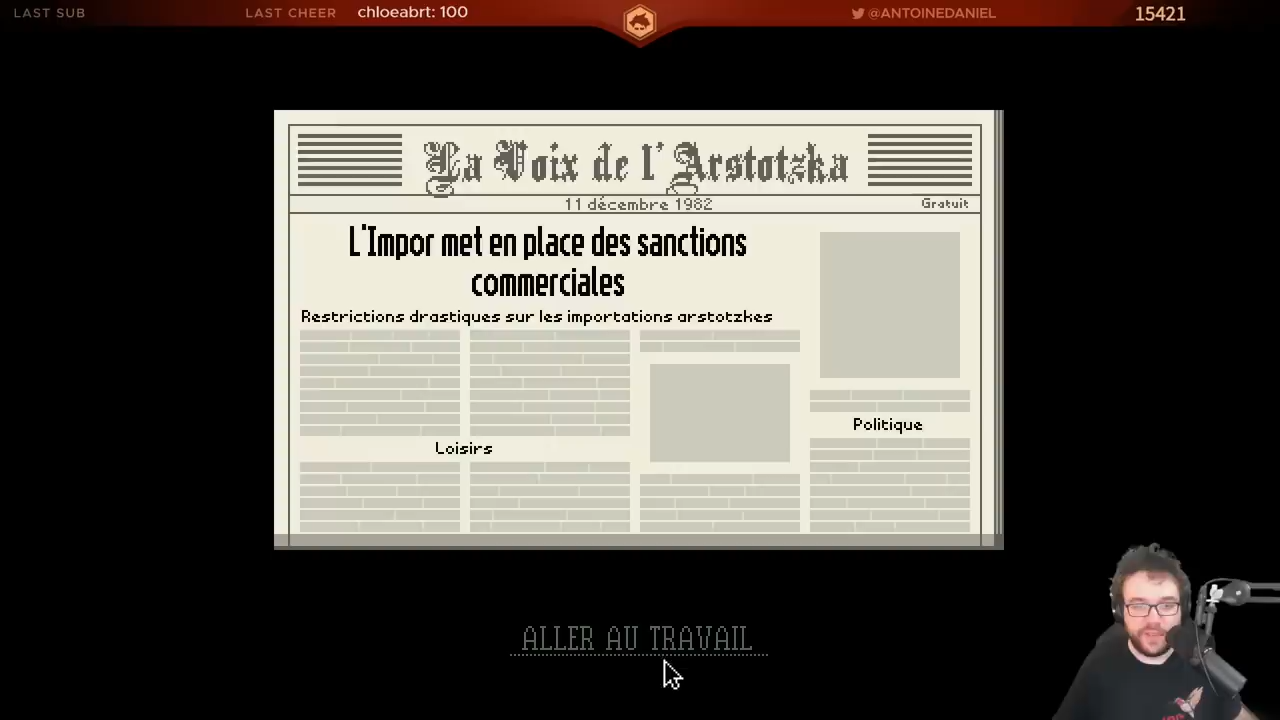 LAST SUB
LAST CHEER chloeabrt: 100
@ANTOINEDANIEL
15421
La Voix de l'Arstotzka
11 décembre 1982
Gratuit
L'Impor met en place des sanctions
commerciales
Restrictions drastiques sur les importations arstotzkes
Loisirs
Politique
ALLER AU TRAVAIL